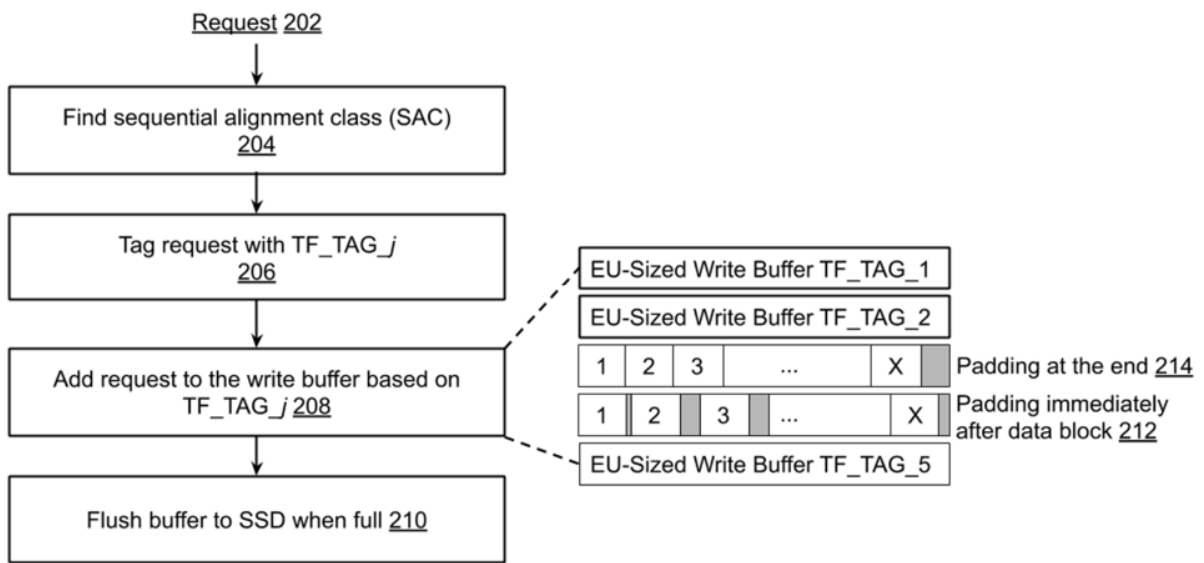 Request 202
Find sequential alignment class (SAC)
204
Tag request with TF_TAG_j
206
Add request to the write buffer based on
TF_TAG_j 208
Flush buffer to SSD when full 210
EU-Sized Write Buffer TF_TAG_1
EU-Sized Write Buffer TF_TAG_2
1 2 3 ... X
Padding at the end 214
1 2 3 ... X
Padding immediately
after data block 212
EU-Sized Write Buffer TF_TAG_5